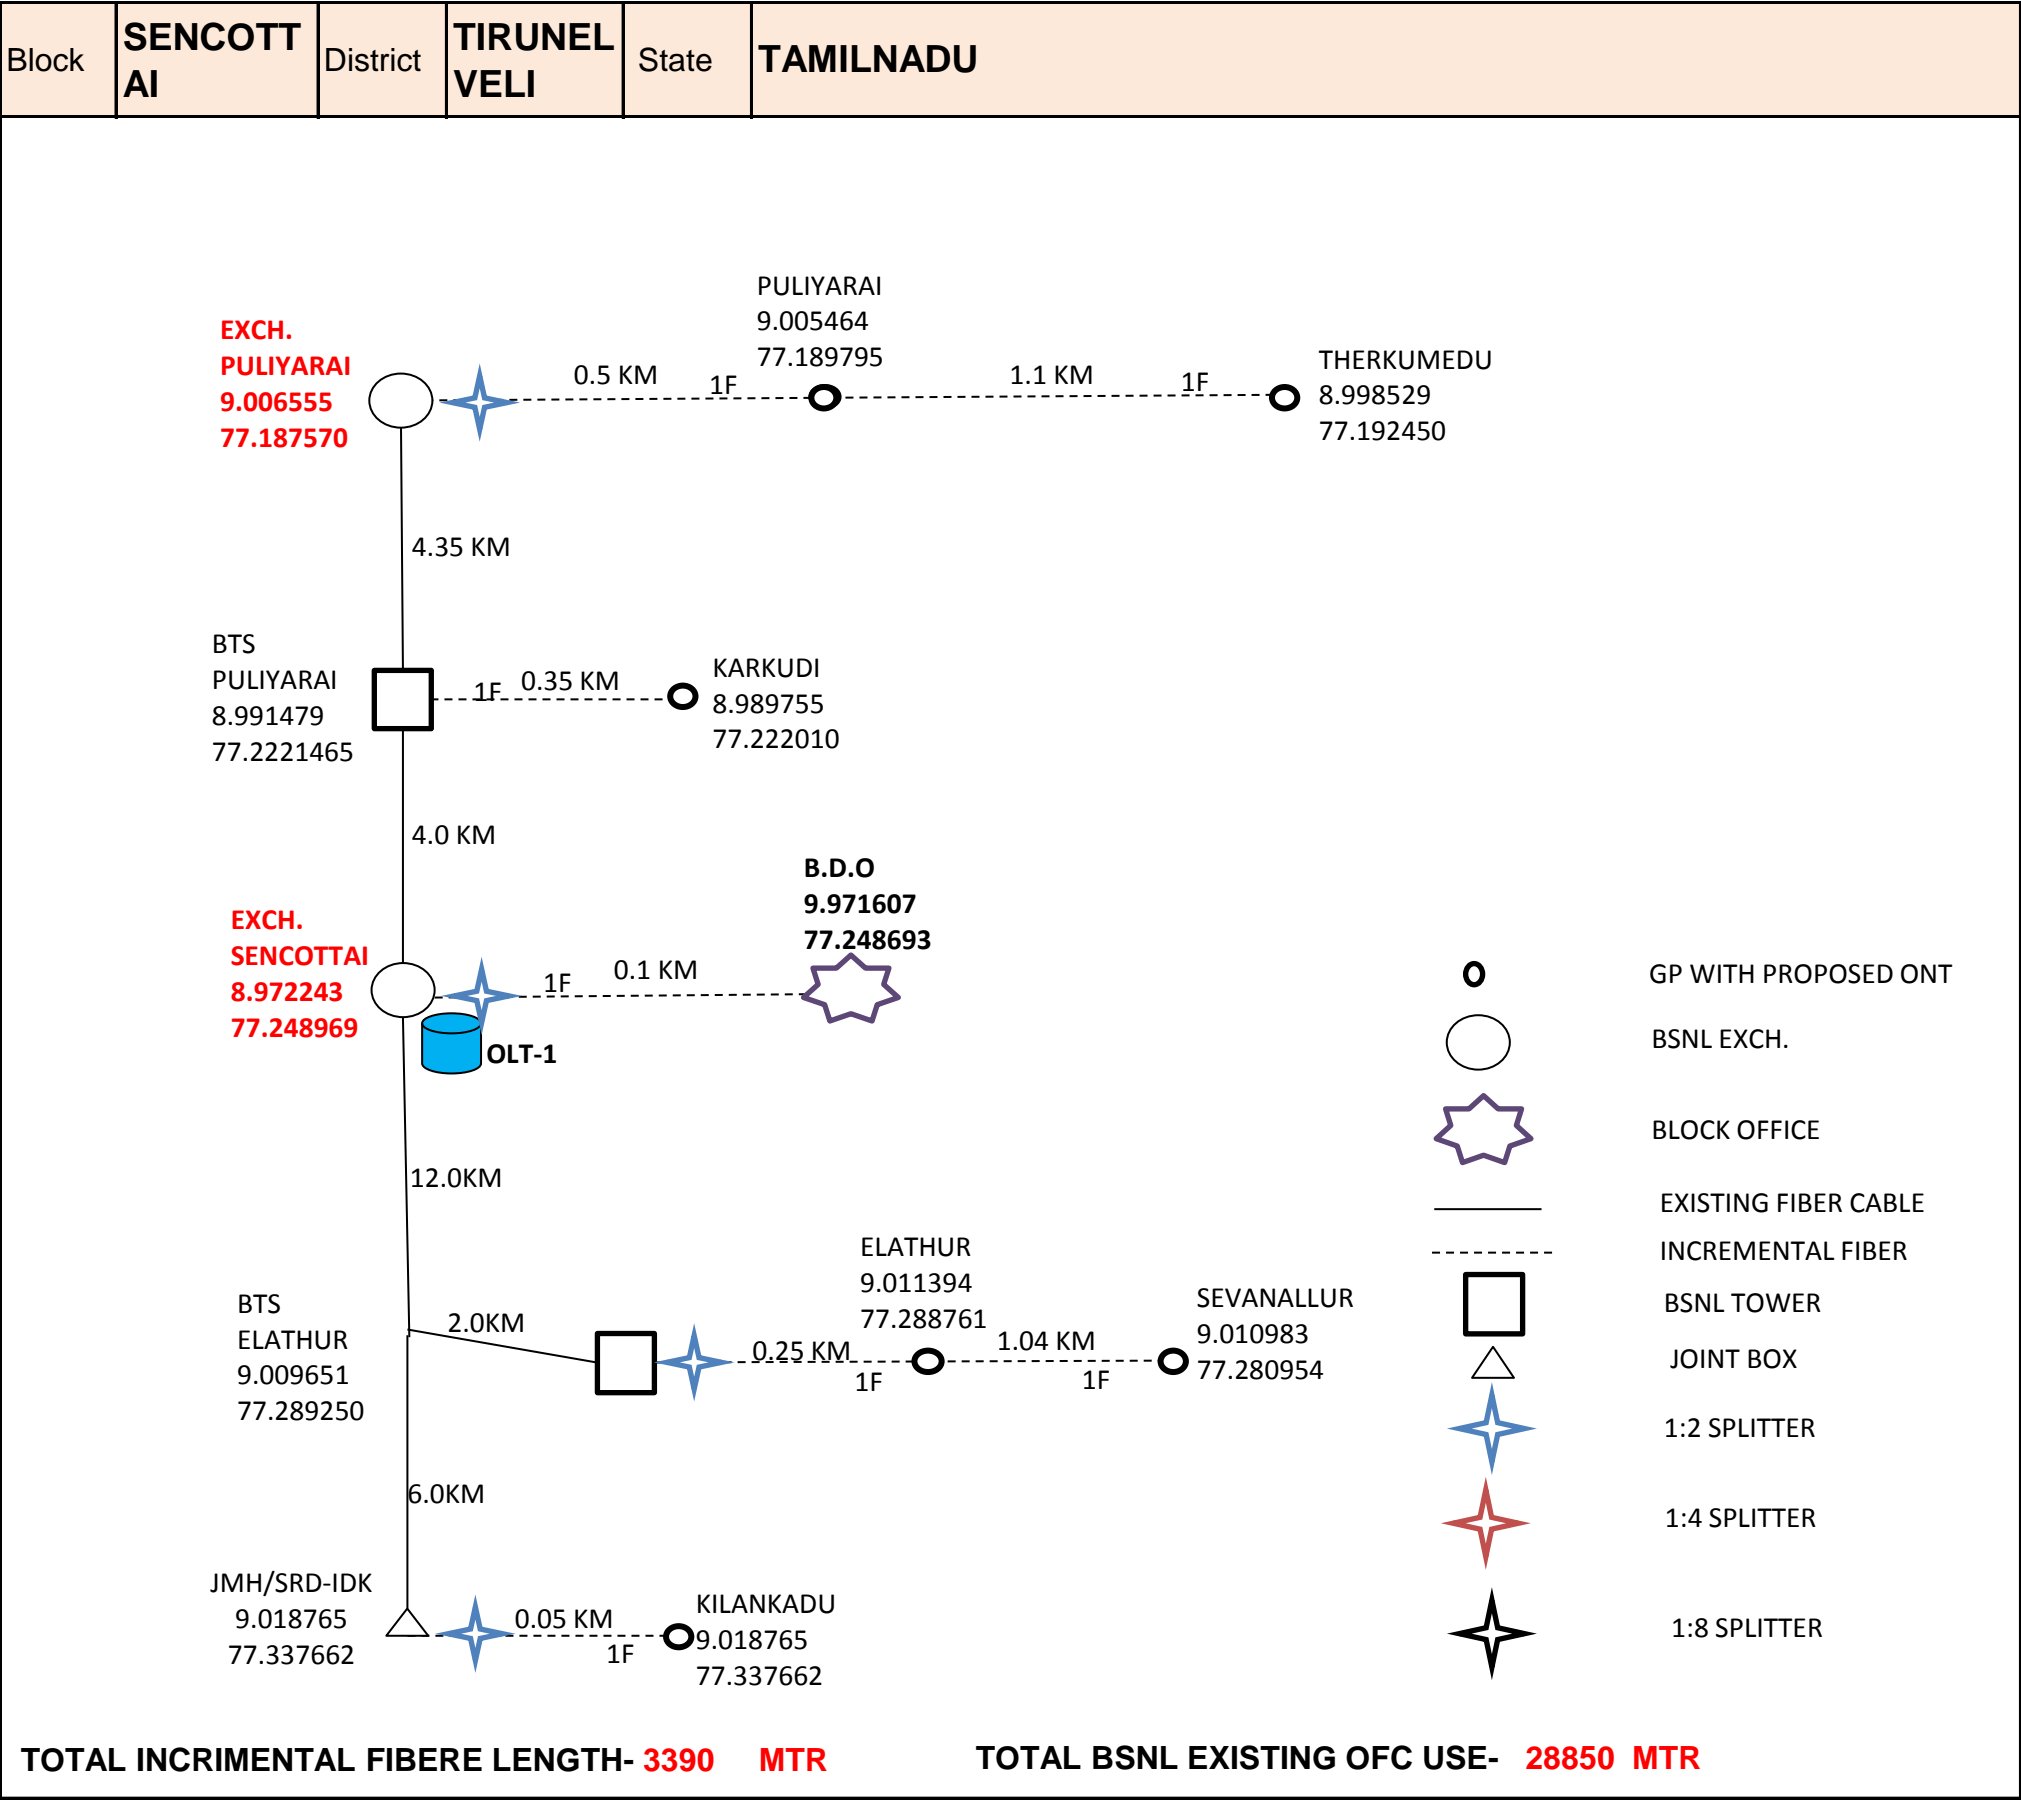 Block SENCOTT
AI District TIRUNEL
VELI State TAMILNADU
PULIYARAI
9.005464
77.189795
EXCH.
PULIYARAI
9.006555
77.187570
0.5 KM 1F
1.1 KM 1F
THERKUMEDU
8.998529
77.192450
4.35 KM
BTS
PULIYARAI
8.991479
77.2221465
1F 0.35 KM
KARKUDI
8.989755
77.222010
4.0 KM
B.D.O
9.971607
77.248693
EXCH.
SENCOTTAI
8.972243
77.248969
1F 0.1 KM
OLT-1
12.0KM
BTS
ELATHUR
9.009651
77.289250
2.0KM
ELATHUR
9.011394
77.288761
0.25 KM
1F
1.04 KM
1F
SEVANALLUR
9.010983
77.280954
6.0KM
JMH/SRD-IDK
9.018765
77.337662
0.05 KM
1F
KILANKADU
9.018765
77.337662
GP WITH PROPOSED ONT
BSNL EXCH.
BLOCK OFFICE
EXISTING FIBER CABLE
INCREMENTAL FIBER
BSNL TOWER
JOINT BOX
1:2 SPLITTER
1:4 SPLITTER
1:8 SPLITTER
TOTAL INCRIMENTAL FIBERE LENGTH- 3390 MTR
TOTAL BSNL EXISTING OFC USE- 28850 MTR